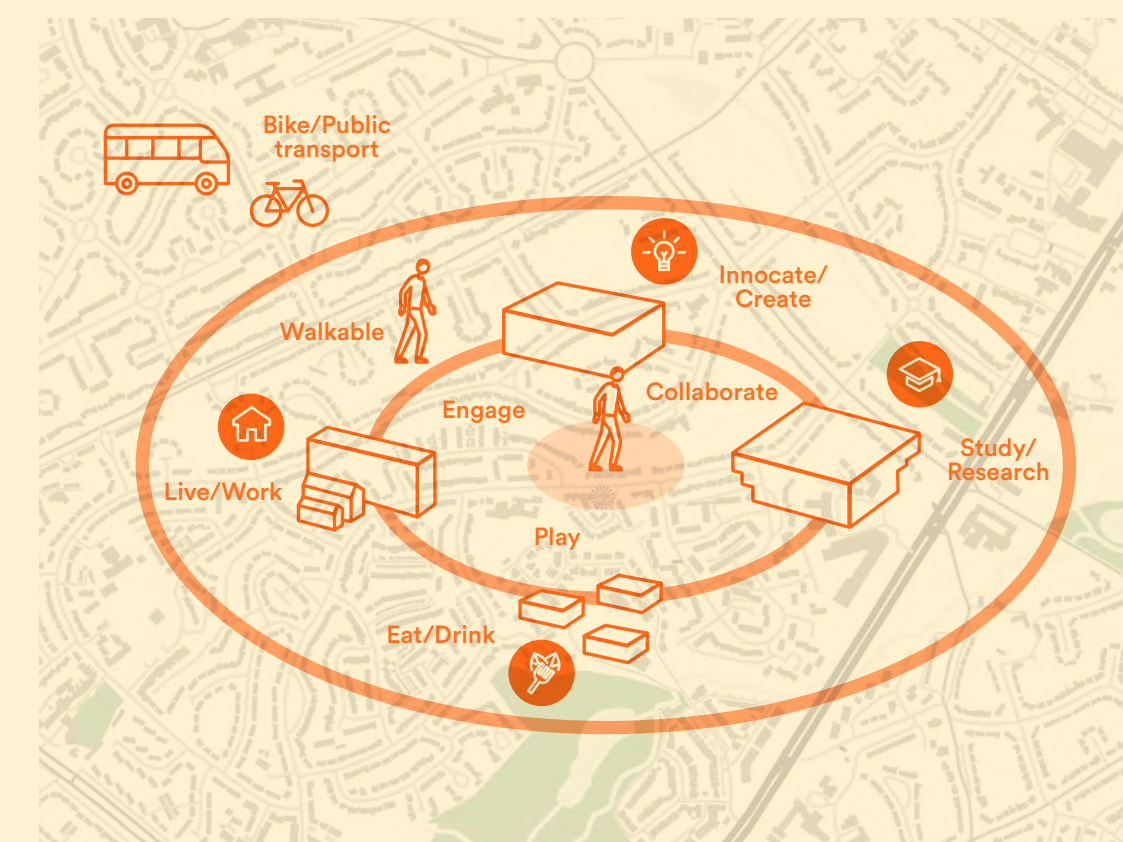 Bike/Public
transport
Innocate/
Create
Walkable
Collaborate
Engage
Study/
Research
Live/Work
Play
Eat/Drink